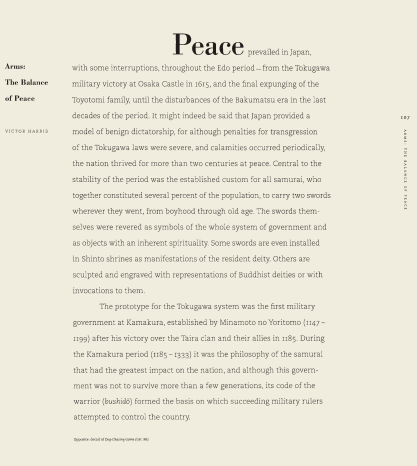 Arms:
The Balance
of Peace
VICTOR HARRIS
Peace prevailed in Japan,
with some interruptions, throughout the Edo period—from the Tokugawa
military victory at Osaka Castle in 1615, and the final expunging of the
Toyotomi family, until the disturbances of the Bakumatsu era in the last
decades of the period. It might indeed be said that Japan provided a
model of benign dictatorship, for although penalties for transgression
of the Tokugawa laws were severe, and calamities occurred periodically,
the nation thrived for more than two centuries at peace. Central to the
stability of the period was the established custom for all samurai, who
together constituted several percent of the population, to carry two swords
wherever they went, from boyhood through old age. The swords them-
selves were revered as symbols of the whole system of government and
as objects with an inherent spirituality. Some swords are even installed
in Shinto shrines as manifestations of the resident deity. Others are
sculpted and engraved with representations of Buddhist deities or with
invocations to them.
The prototype for the Tokugawa system was the first military
government at Kamakura, established by Minamoto no Yoritomo (1147–
1199) after his victory over the Taira clan and their allies in 1185. During
the Kamakura period (1185–1333) it was the philosophy of the samurai
that had the greatest impact on the nation, and although this govern-
ment was not to survive more than a few generations, its code of the
warrior (bushidō) formed the basis on which succeeding military rulers
attempted to control the country.
107
ARMS: THE BALANCE OF PEACE